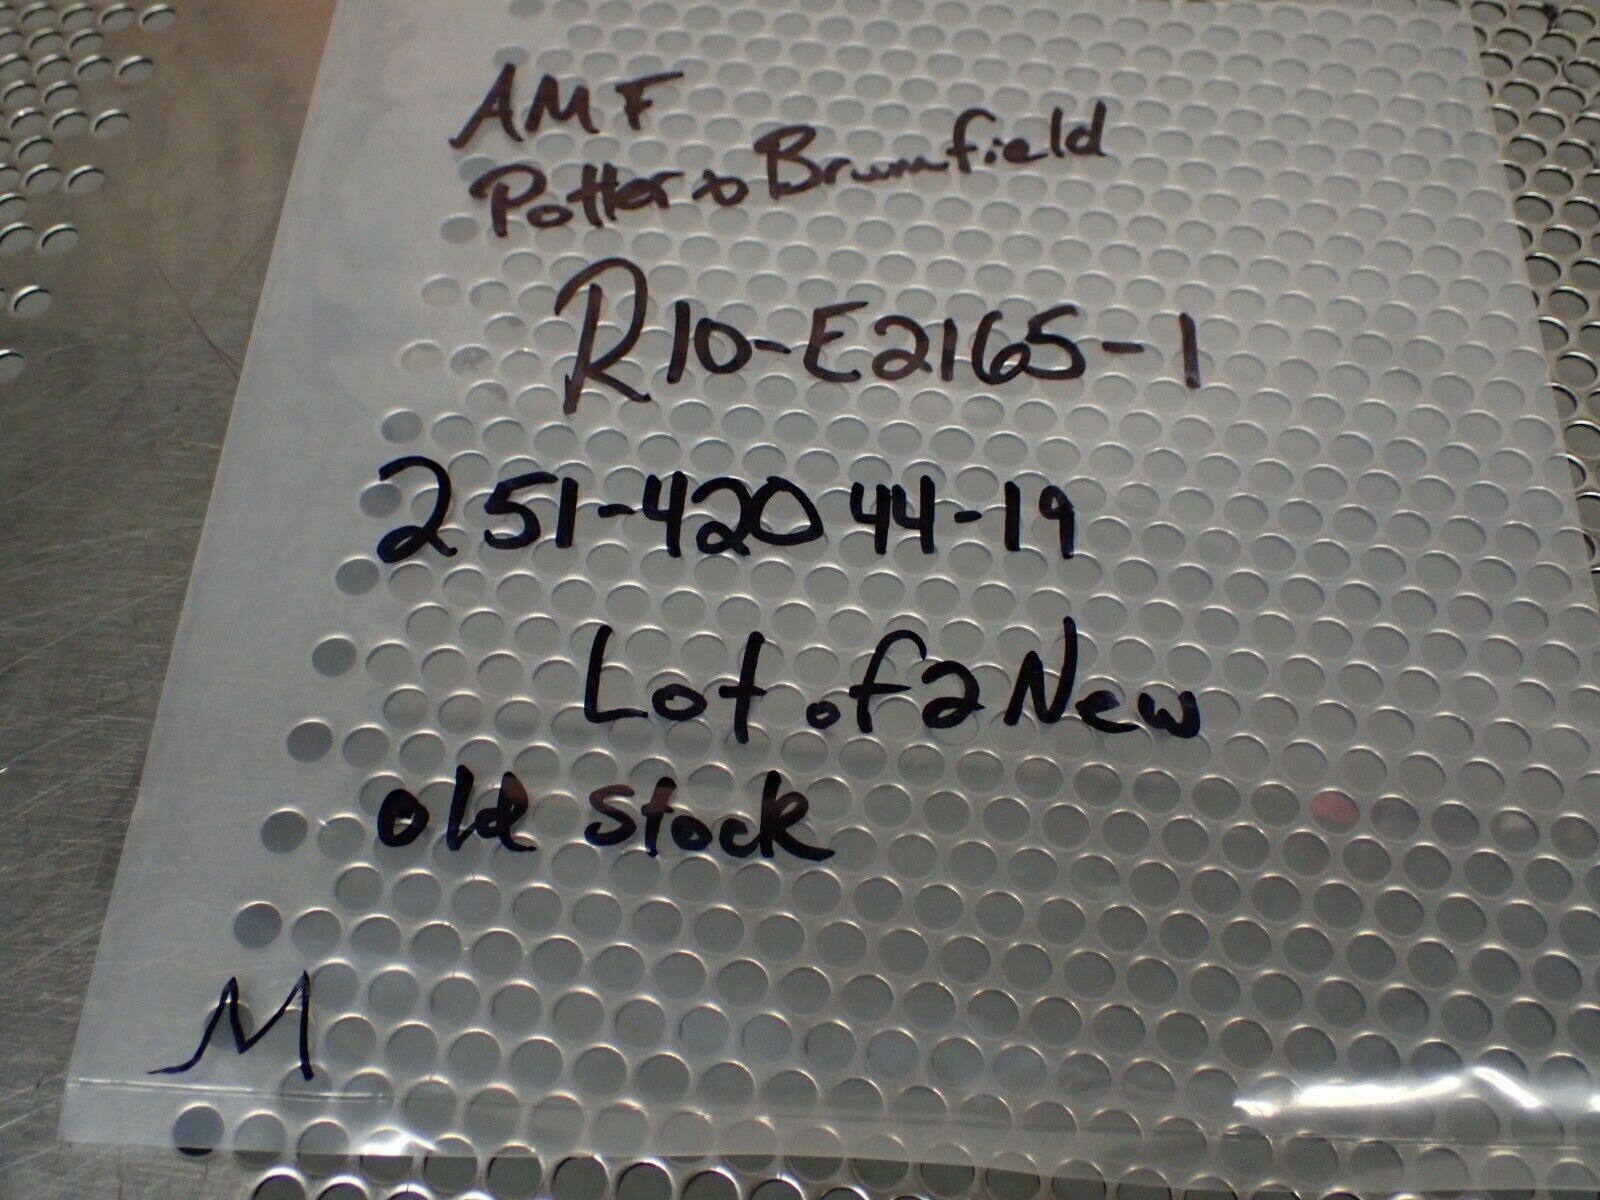 AMF
Potter & Brumfield
R10-E2165-1
251-42044-19
Lot of 2 New
old stock
M